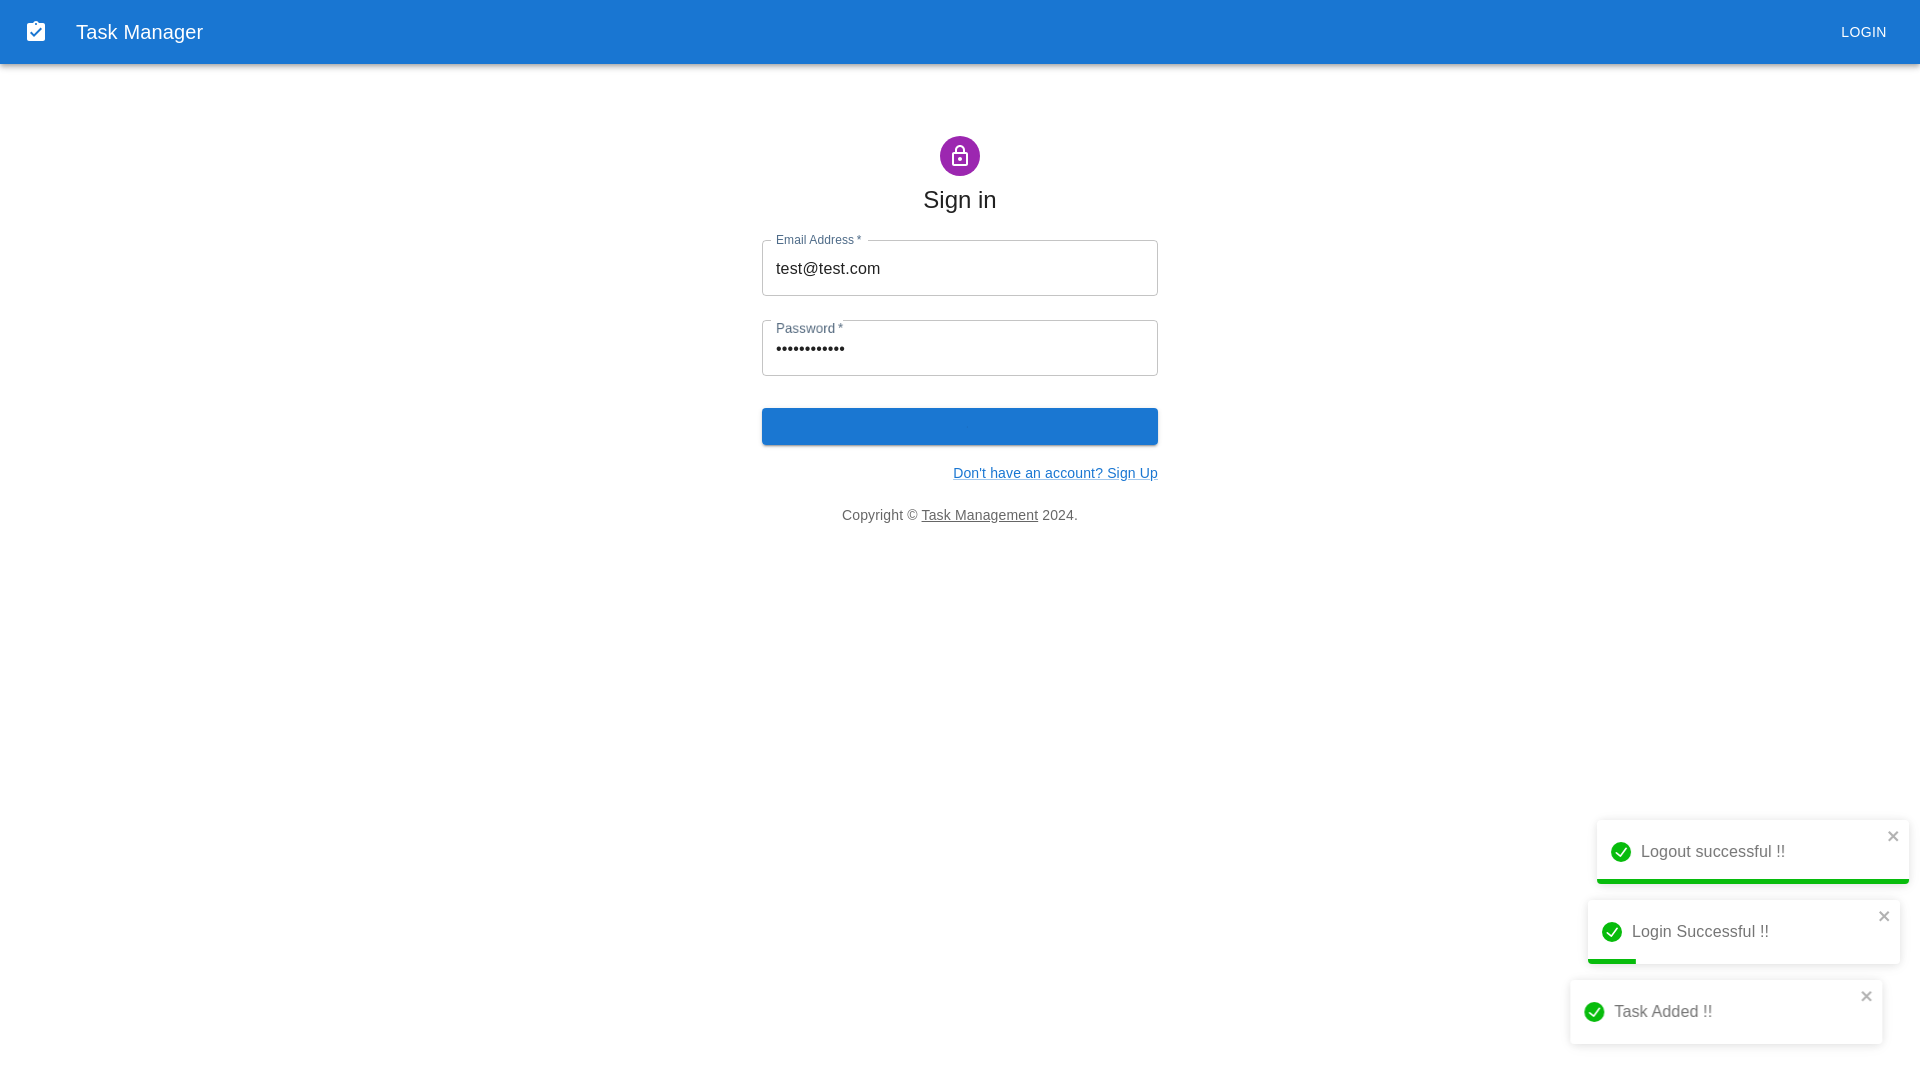 Task Manager
LOGIN
Sign in
Email Address *
test@test.com
Password *
••••••••••••
Don't have an account? Sign Up
Copyright © Task Management 2024.
Logout successful !!
Login Successful !!
Task Added !!